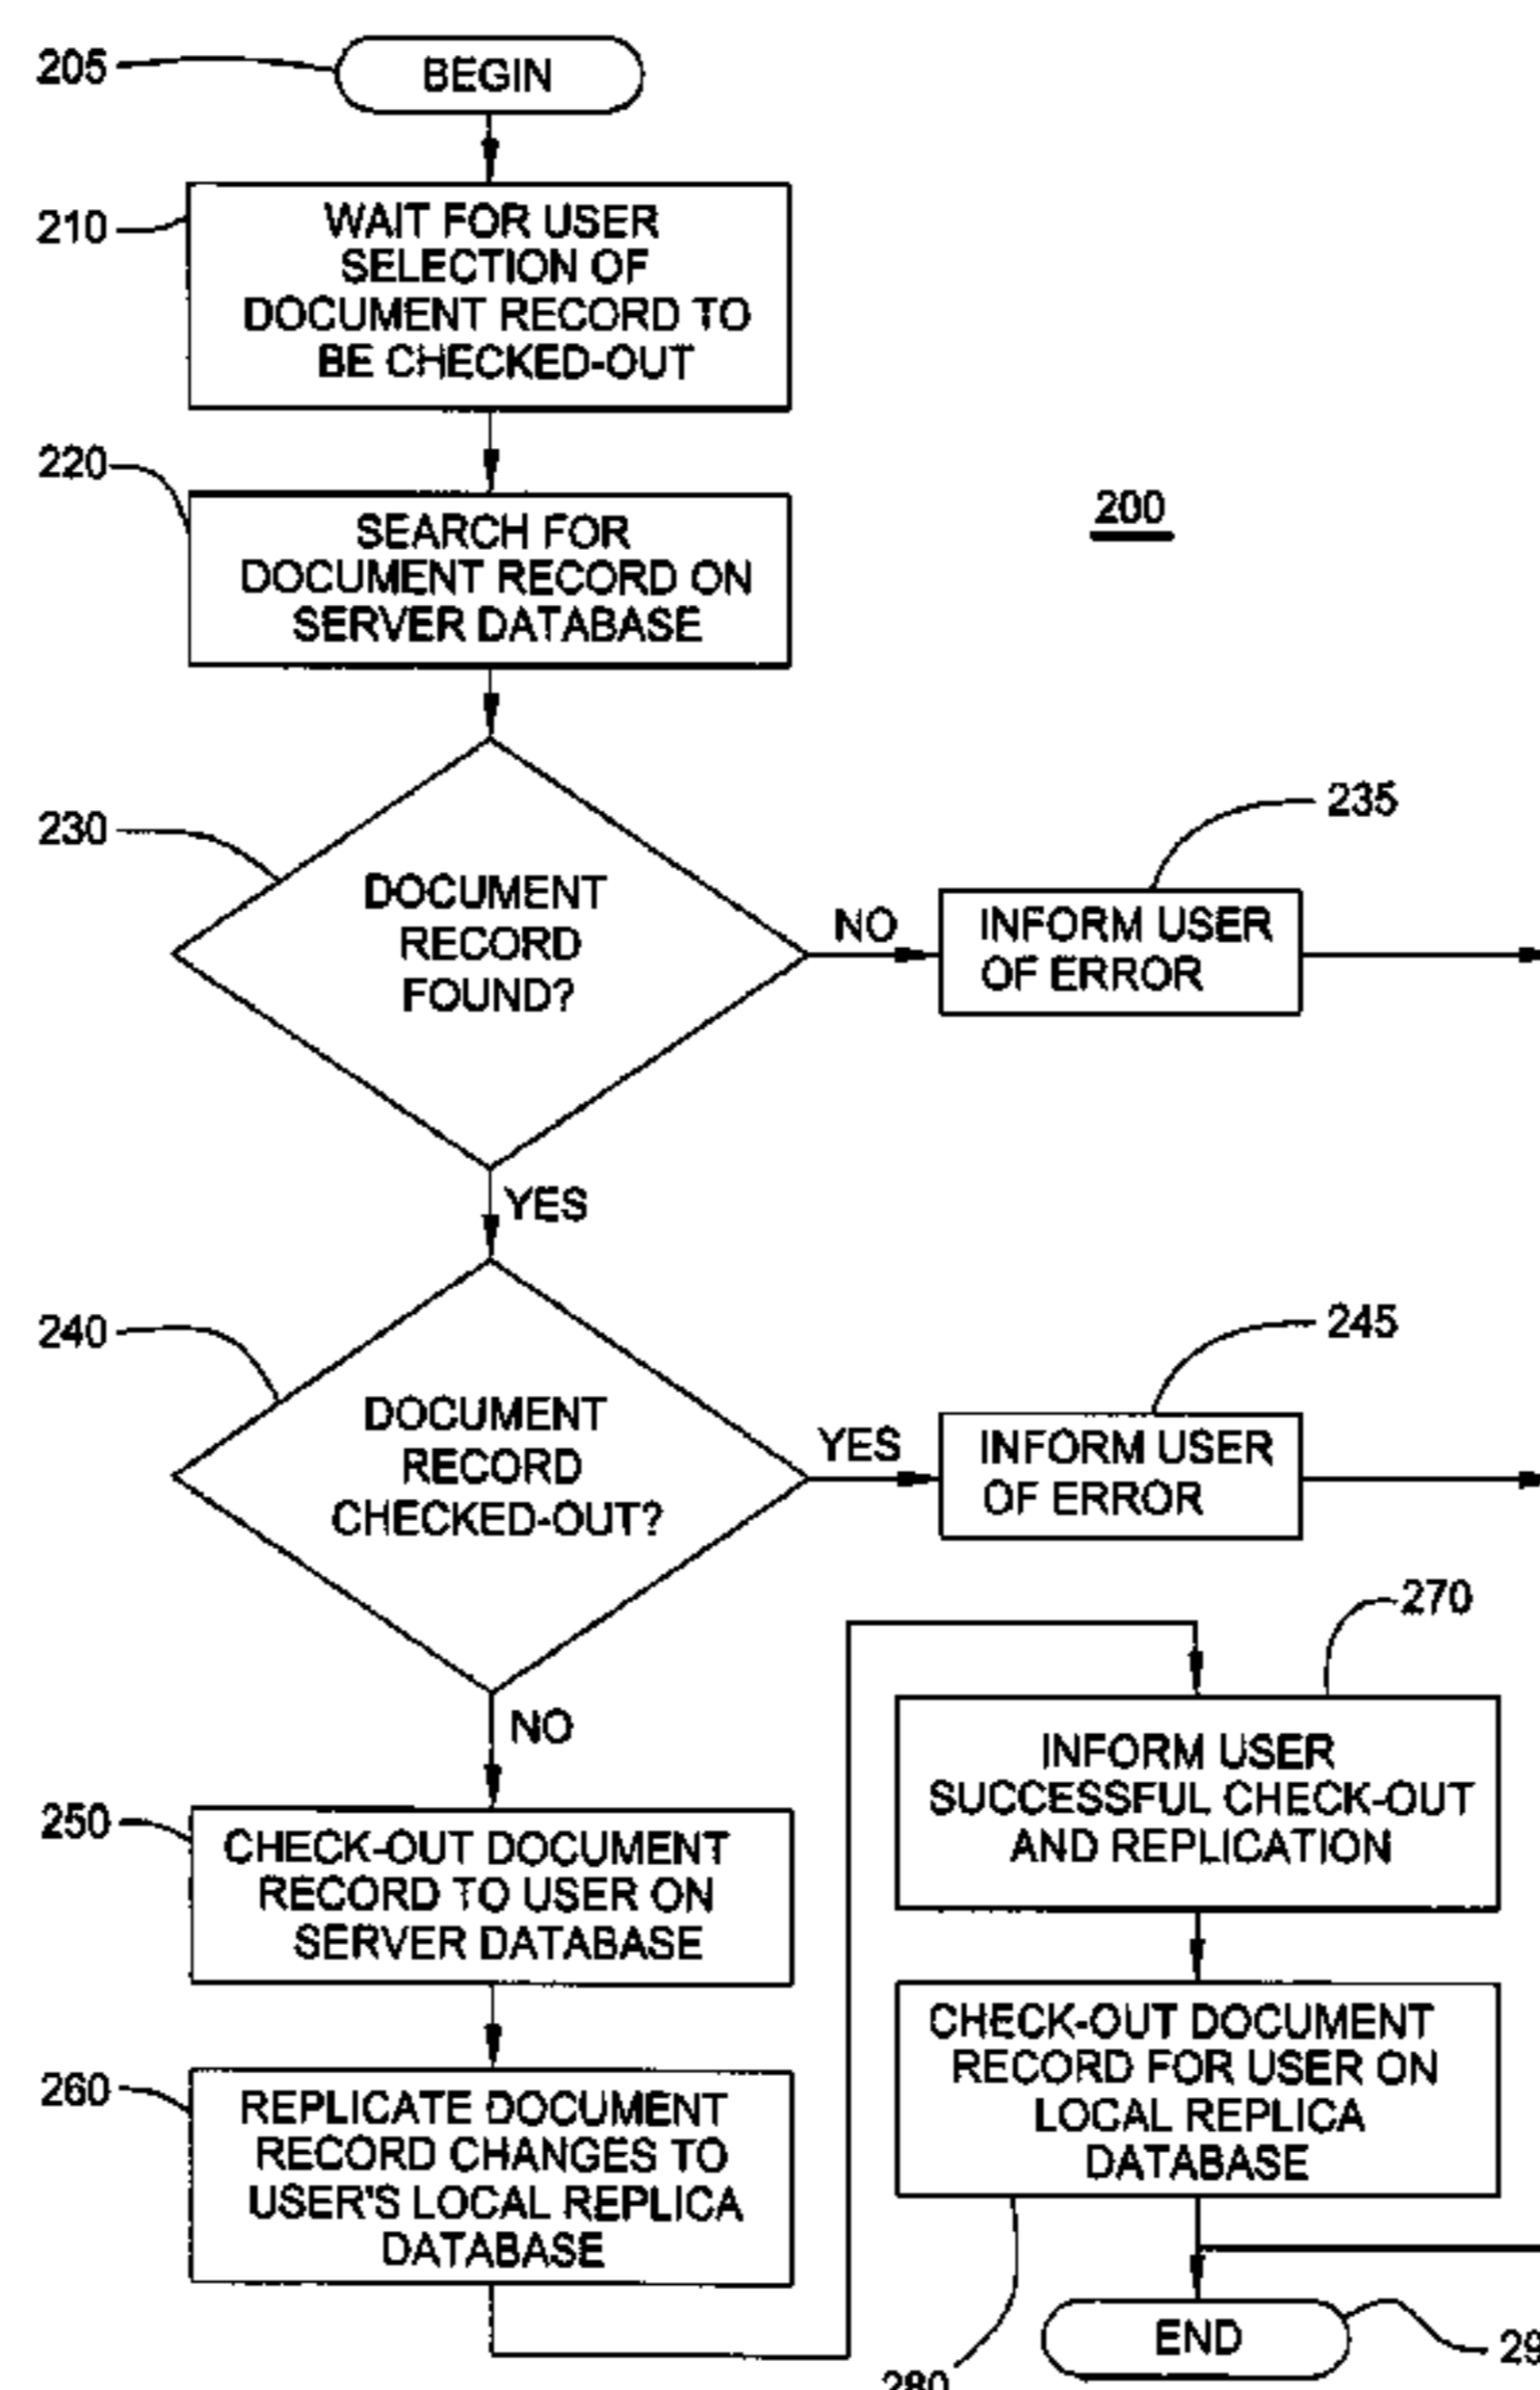 205
BEGIN
210
WAIT FOR USER
SELECTION OF
DOCUMENT RECORD TO
BE CHECKED-OUT
220
SEARCH FOR
DOCUMENT RECORD ON
SERVER DATABASE
200
230
DOCUMENT
RECORD
FOUND?
NO
235
INFORM USER
OF ERROR
YES
240
DOCUMENT
RECORD
CHECKED-OUT?
YES
245
INFORM USER
OF ERROR
NO
250
CHECK-OUT DOCUMENT
RECORD TO USER ON
SERVER DATABASE
260
REPLICATE DOCUMENT
RECORD CHANGES TO
USER'S LOCAL REPLICA
DATABASE
270
INFORM USER
SUCCESSFUL CHECK-OUT
AND REPLICATION
CHECK-OUT DOCUMENT
RECORD FOR USER ON
LOCAL REPLICA
DATABASE
280
END